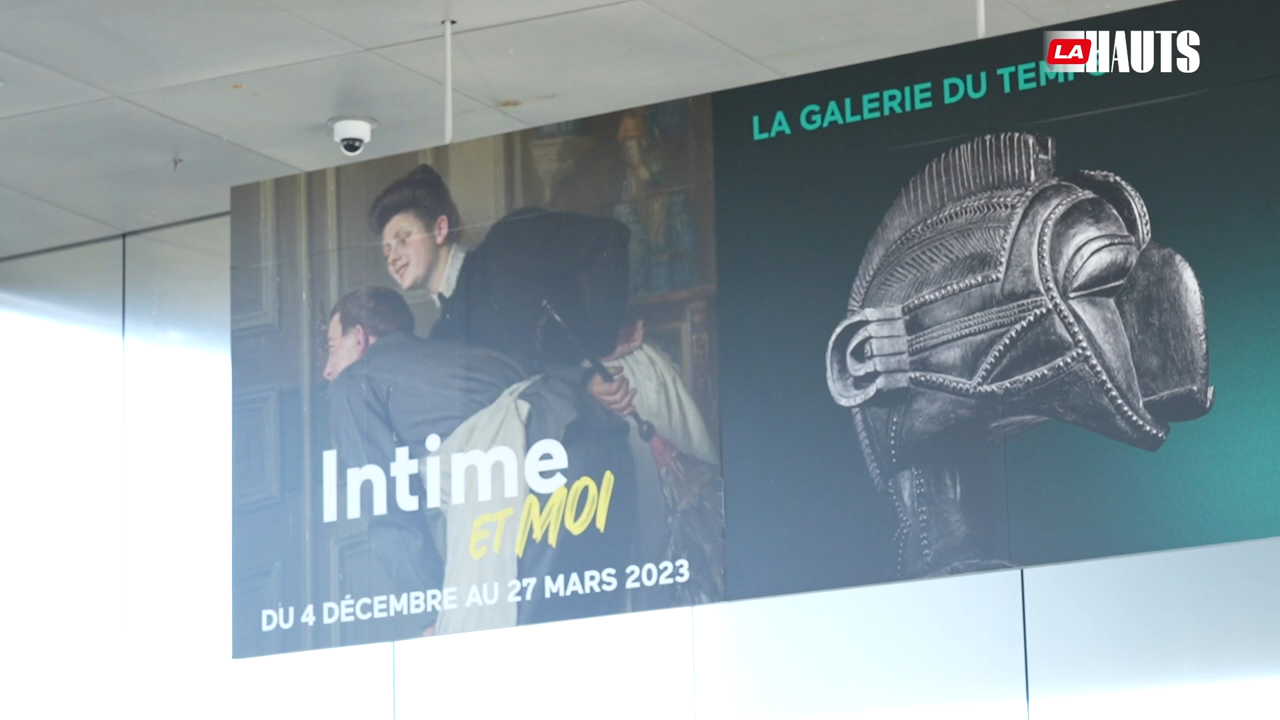 LA HAUTS
LA GALERIE DU TEMPS
Intime
ET MOI
DU 4 DÉCEMBRE AU 27 MARS 2023